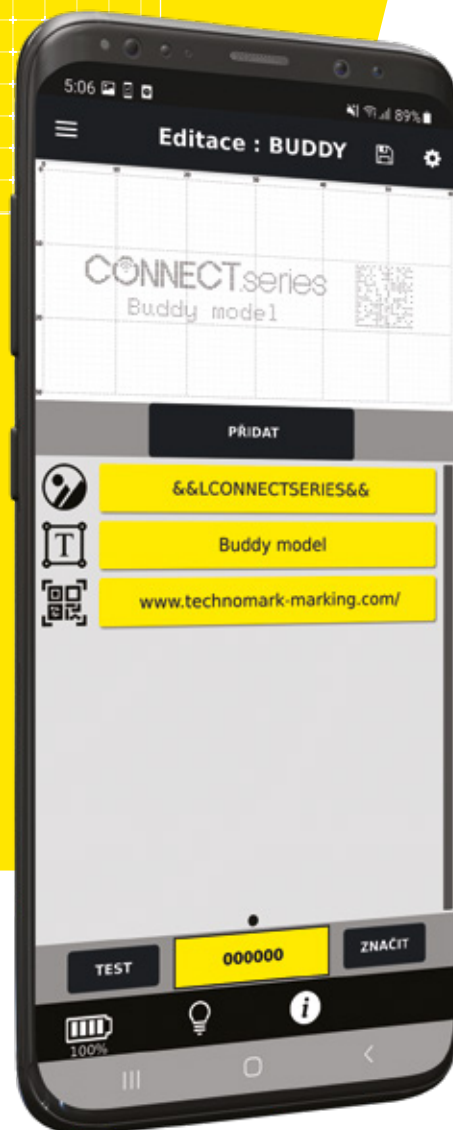 5:06
89%
Editace : BUDDY
CONNECT.series
Buddy model
PŘIDAT
&&LCONNECTSERIES&&
T
Buddy model
www.technomark-marking.com/
TEST
000000
ZNAČIT
100%
i